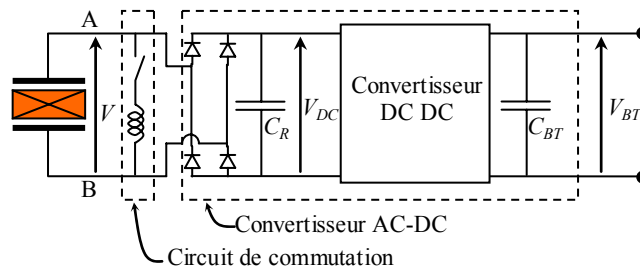 A
V
B
C_R
V_DC
Convertisseur
DC DC
C_BT
V_BT
Convertisseur AC-DC
Circuit de commutation